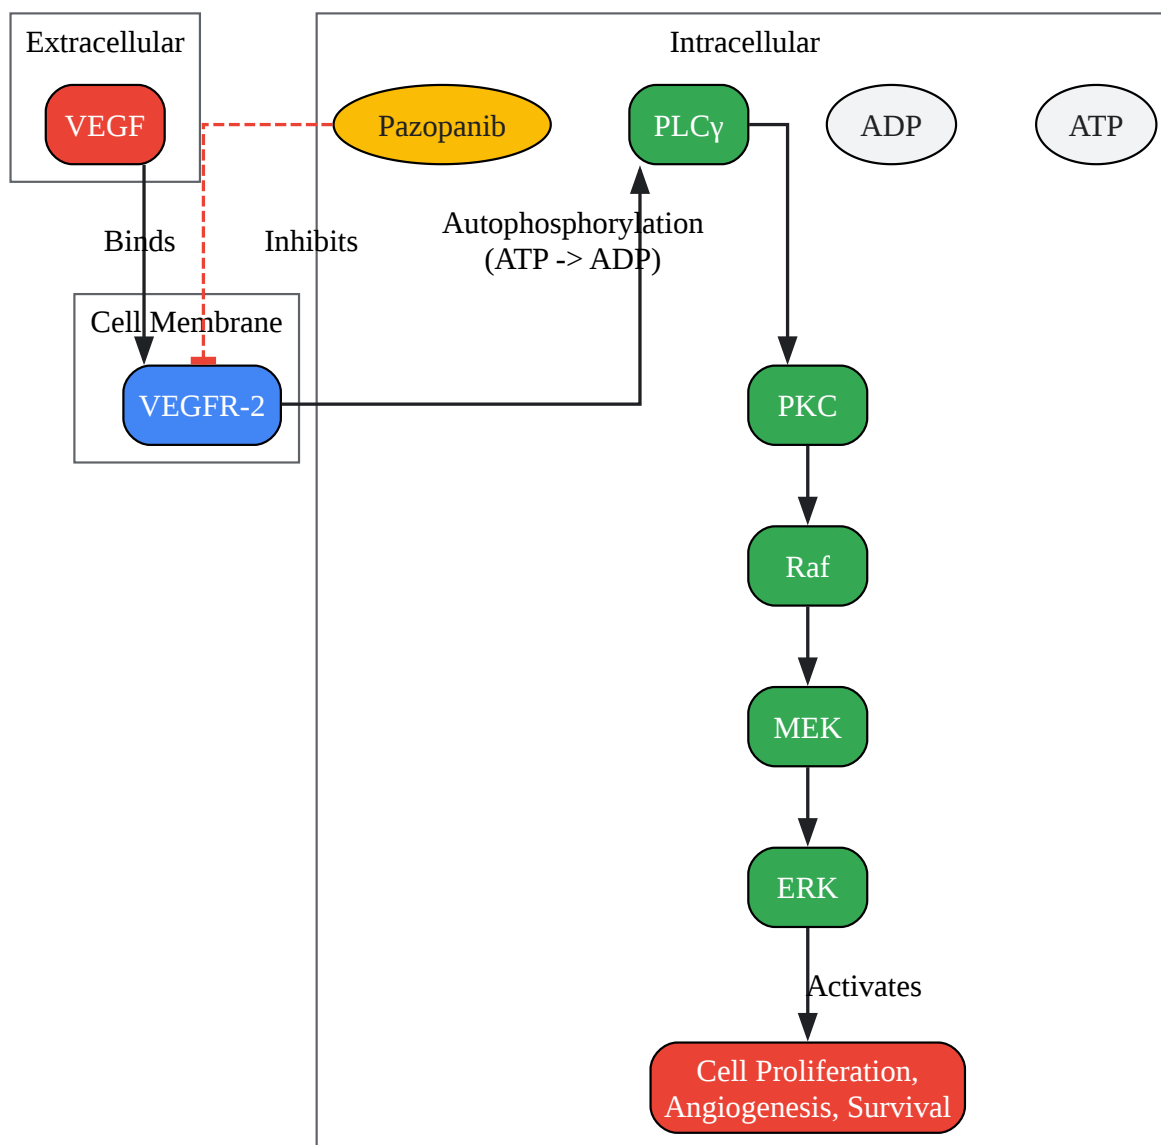 Extracellular
Intracellular
VEGF
Pazopanib
PLCγ
ADP
ATP
Binds
Inhibits
Autophosphorylation
(ATP -> ADP)
Cell Membrane
VEGFR-2
PKC
Raf
MEK
ERK
Activates
Cell Proliferation,
Angiogenesis, Survival